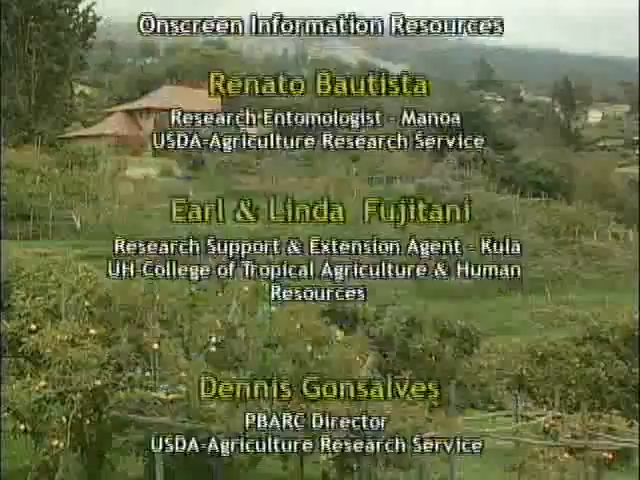 Onscreen Information Resources
Renato Bautista
Research Entomologist - Manoa
USDA-Agriculture Research Service
Earl & Linda Fujitani
Research Support & Extension Agent - Kula
UH College of Tropical Agriculture & Human
Resources
Dennis Gonsalves
PBARC Director
USDA-Agriculture Research Service